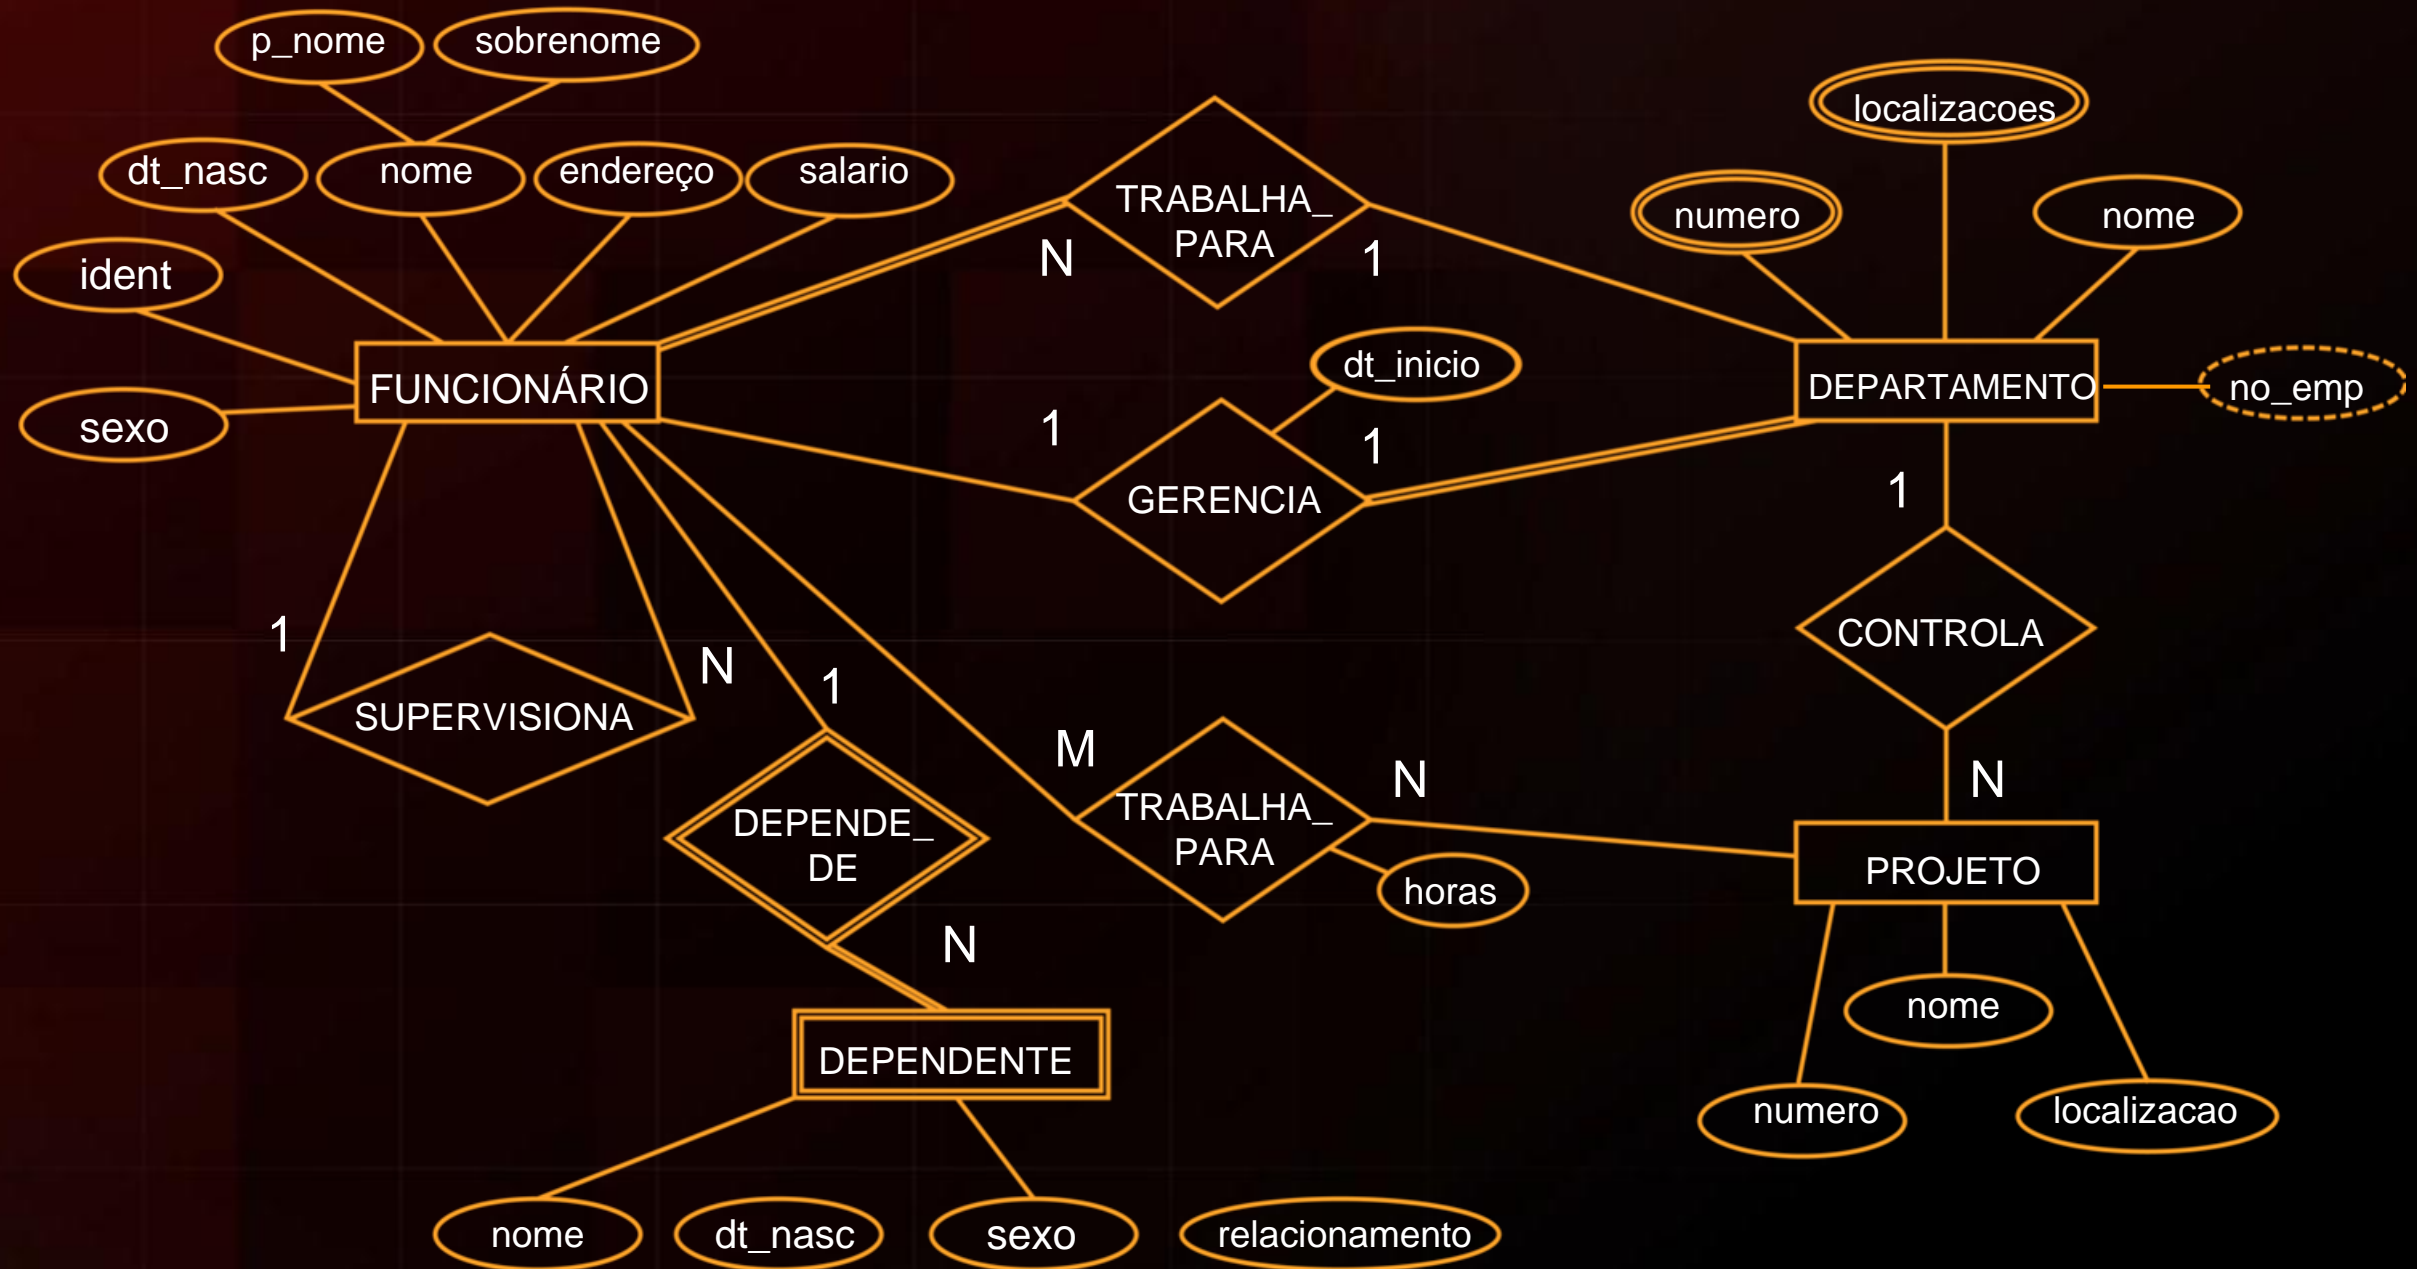 p_nome
sobrenome
localizacoes
dt_nasc
nome
endereço
salario
TRABALHA_
PARA
N
1
numero
nome
ident
dt_inicio
FUNCIONÁRIO
DEPARTAMENTO
no_emp
sexo
1
1
GERENCIA
1
1
N
1
SUPERVISIONA
CONTROLA
M
N
N
DEPENDE_
DE
TRABALHA_
PARA
horas
PROJETO
N
nome
DEPENDENTE
numero
localizacao
nome
dt_nasc
sexo
relacionamento